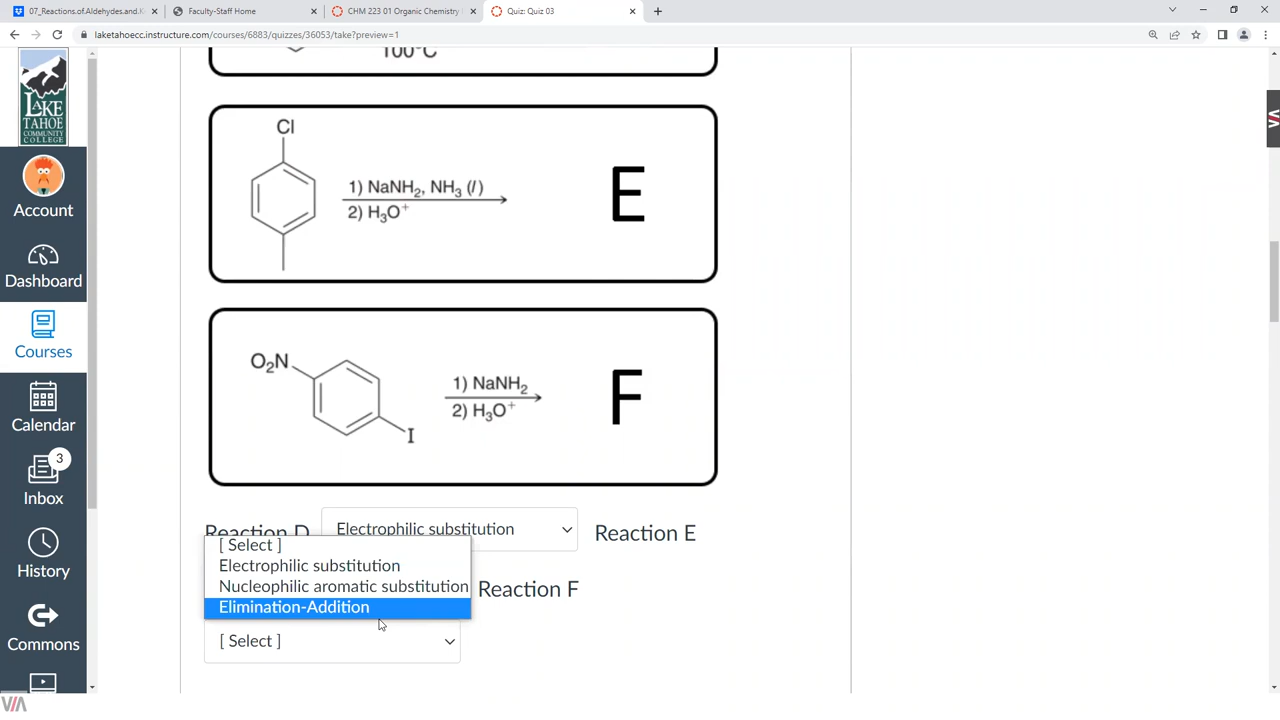 07_Reactions.of.Aldehydes.and.K
Faculty-Staff Home
CHM 223 01 Organic Chemistry
Quiz: Quiz 03
laketahoecc.instructure.com/courses/6883/quizzes/36053/take?preview=1
LAKE
TAHOE
COMMUNITY
COLLEGE
Account
Dashboard
Courses
Calendar
3
Inbox
History
Commons
100°C
Cl
1) NaNH₂, NH₃ (l)
2) H₃O⁺
E
O₂N
I
1) NaNH₂
2) H₃O⁺
F
Reaction D
Electrophilic substitution
Reaction E
[ Select ]
Electrophilic substitution
Nucleophilic aromatic substitution
Elimination-Addition
Reaction F
[ Select ]
VIA